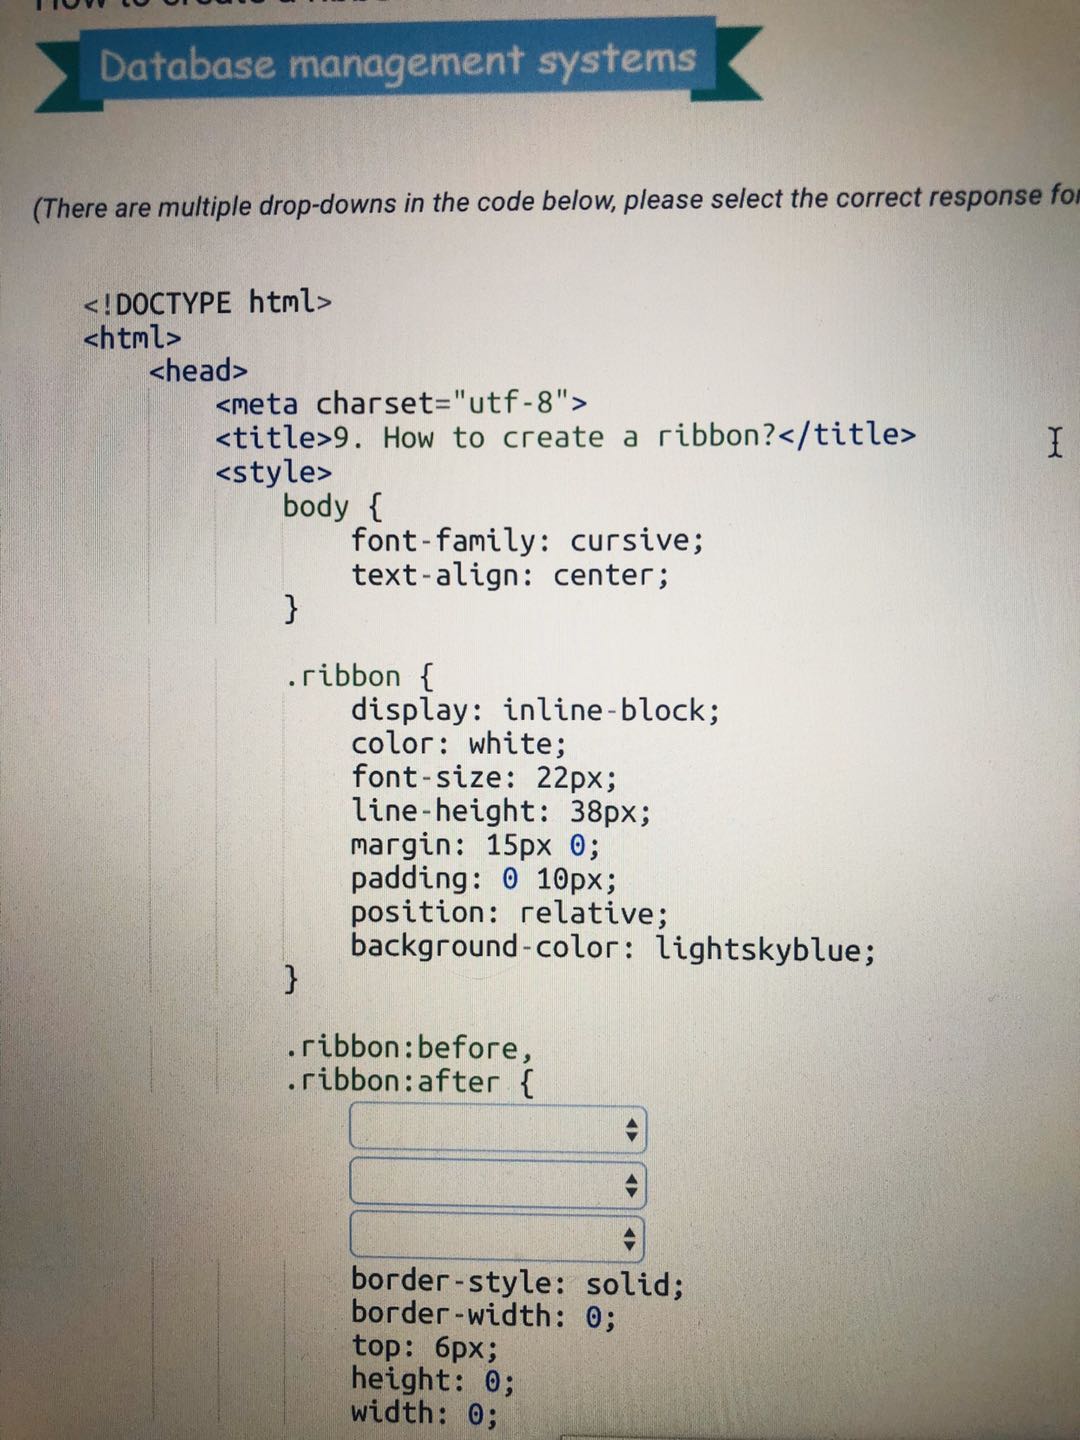 Database management systems
(There are multiple drop-downs in the code below, please select the correct response for
<!DOCTYPE html>
<html>
<head>
<meta charset="utf-8">
<title>9. How to create a ribbon?</title>
<style>
body {
font-family: cursive;
text-align: center;
}
.ribbon {
display: inline-block;
color: white;
font-size: 22px;
line-height: 38px;
margin: 15px 0;
padding: 0 10px;
position: relative;
background-color: lightskyblue;
}
.ribbon:before,
.ribbon:after {
border-style: solid;
border-width: 0;
top: 6px;
height: 0;
width: 0;